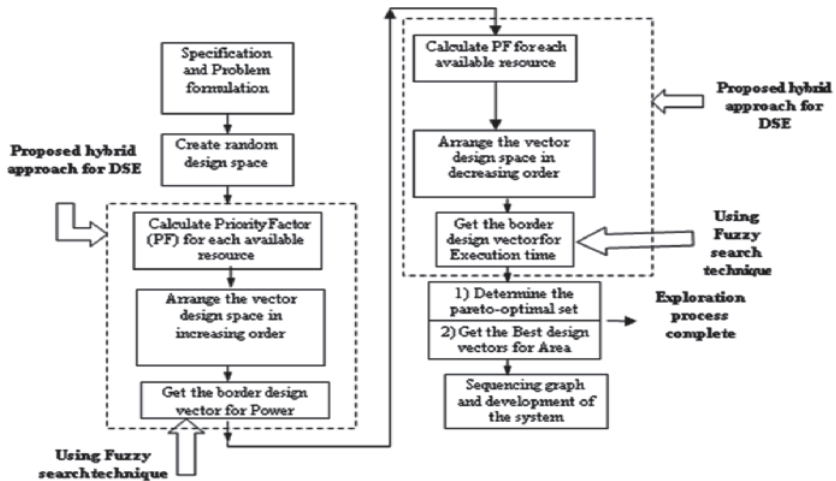 Specification
and Problem
formulation
Create random
design space
Proposed hybrid
approach for DSE
Calculate Priority Factor
(PF) for each available
resource
Arrange the vector
design space in
increasing order
Get the border design
vector for Power
Using Fuzzy
search technique
Calculate PF for each
available resource
Proposed hybrid
approach for
DSE
Arrange the vector
design space in
decreasing order
Get the border
design vector for
Execution time
Using
Fuzzy
search
technique
1) Determine the
pareto-optimal set
2) Get the Best design
vectors for Area
Exploration
process
complete
Sequencing graph
and development of
the system